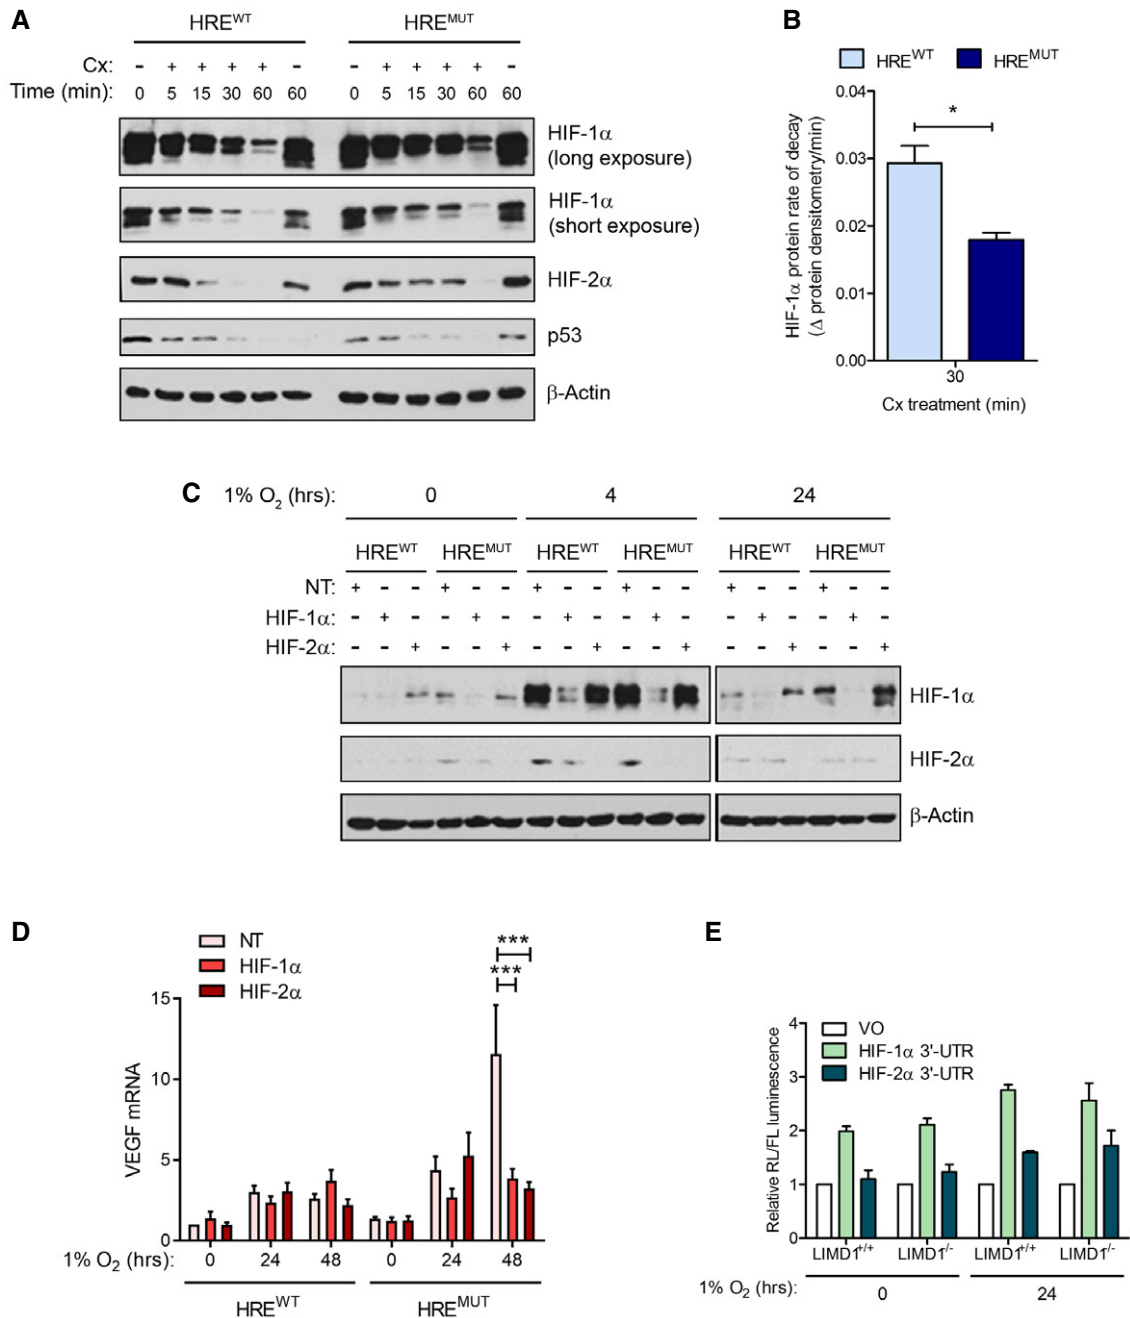 A
HRE^WT HRE^MUT
Cx: - + + + + - - + + + + -
Time (min): 0 5 15 30 60 60 0 5 15 30 60 60
HIF-1α
(long exposure)
HIF-1α
(short exposure)
HIF-2α
p53
β-Actin
B
HRE^WT HRE^MUT
HIF-1α protein rate of decay
(Δ protein densitometry/min)
0.04
0.03
0.02
0.01
0.00
*
30
Cx treatment (min)
C
1% O₂ (hrs): 0 4 24
HRE^WT HRE^MUT HRE^WT HRE^MUT HRE^WT HRE^MUT
NT: + - - + - - + - - + - - + - - + - -
HIF-1α: - + - - + - - + - - + - - + - - + -
HIF-2α: - - + - - + - - + - - + - - + - - +
HIF-1α
HIF-2α
β-Actin
D
NT
HIF-1α
HIF-2α
***
***
VEGF mRNA
15
10
5
0
1% O₂ (hrs): 0 24 48 0 24 48
HRE^WT HRE^MUT
E
VO
HIF-1α 3'-UTR
HIF-2α 3'-UTR
Relative RL/FL luminescence
4
3
2
1
0
LIMD1^+/+ LIMD1^-/- LIMD1^+/+ LIMD1^-/-
1% O₂ (hrs): 0 24